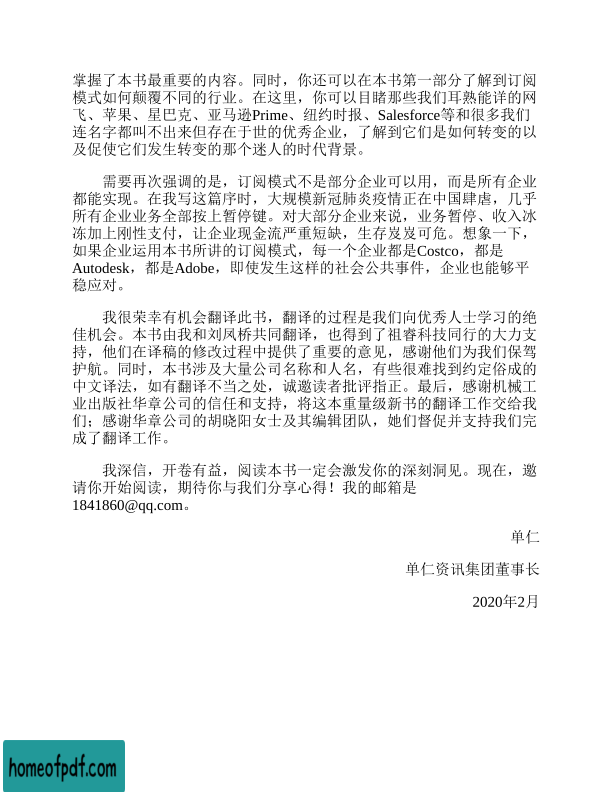 掌握了本书最重要的内容。同时，你还可以在本书第一部分了解到订阅
模式如何颠覆不同的行业。在这里，你可以目睹那些我们耳熟能详的网
飞、苹果、星巴克、亚马逊Prime、纽约时报、Salesforce等和很多我们
连名字都叫不出来但存在于世的优秀企业，了解到它们是如何转变的以
及促使它们发生转变的那个迷人的时代背景。
需要再次强调的是，订阅模式不是部分企业可以用，而是所有企业
都能实现。在我写这篇序时，大规模新冠肺炎疫情正在中国肆虐，几乎
所有企业业务全部按上暂停键。对大部分企业来说，业务暂停、收入冰
冻加上刚性支付，让企业现金流严重短缺，生存岌岌可危。想象一下，
如果企业运用本书所讲的订阅模式，每一个企业都是Costco，都是
Autodesk，都是Adobe，即使发生这样的社会公共事件，企业也能够平
稳应对。
我很荣幸有机会翻译此书，翻译的过程是我们向优秀人士学习的绝
佳机会。本书由我和刘凤桥共同翻译，也得到了祖睿科技同行的大力支
持，他们在译稿的修改过程中提供了重要的意见，感谢他们为我们保驾
护航。同时，本书涉及大量公司名称和人名，有些很难找到约定俗成的
中文译法，如有翻译不当之处，诚邀读者批评指正。最后，感谢机械工
业出版社华章公司的信任和支持，将这本重量级新书的翻译工作交给我
们；感谢华章公司的胡晓阳女士及其编辑团队，她们督促并支持我们完
成了翻译工作。
我深信，开卷有益，阅读本书一定会激发你的深刻洞见。现在，邀
请你开始阅读，期待你与我们分享心得！我的邮箱是
1841860@qq.com。
单仁
单仁资讯集团董事长
2020年2月
homeofpdf.com